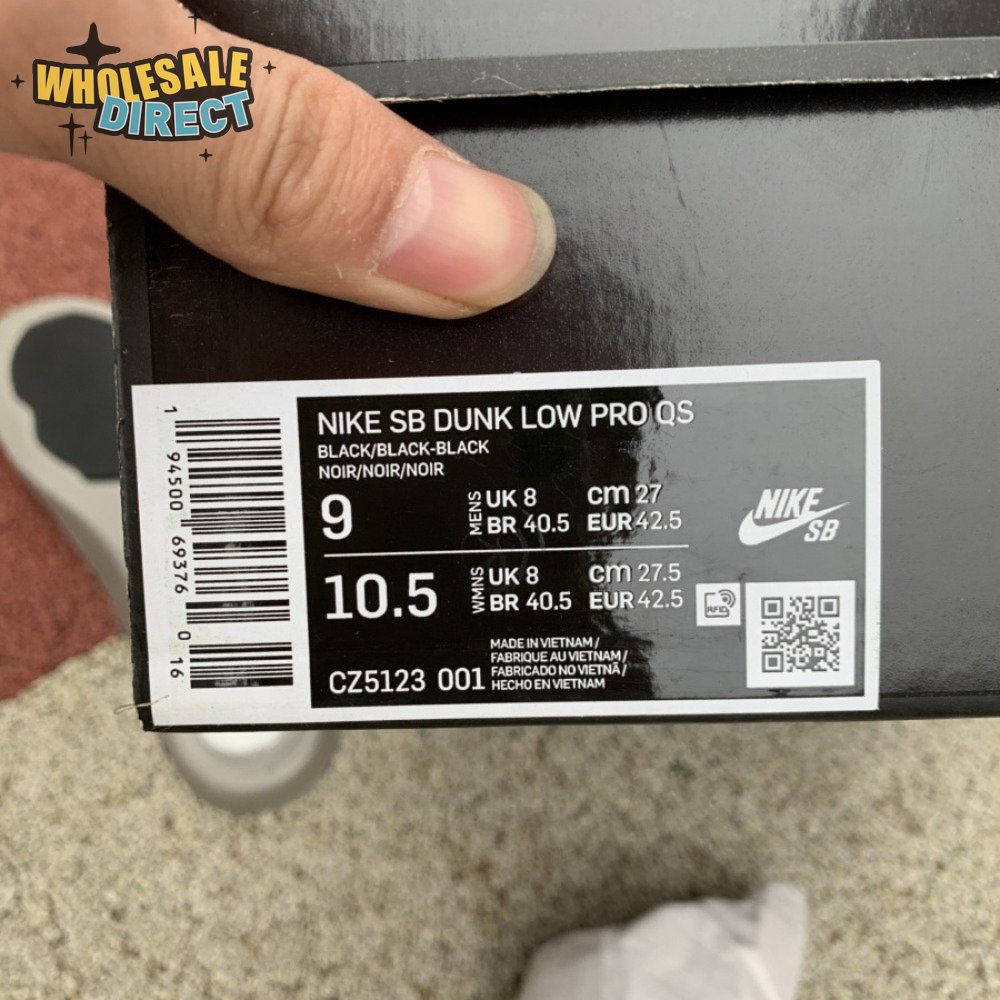 WHOLESALE
DIRECT
NIKE SB DUNK LOW PRO QS
BLACK/BLACK-BLACK
NOIR/NOIR/NOIR
9
MENS
UK 8 cm 27
BR 40.5 EUR 42.5
NIKE
SB
10.5
WMNS
UK 8 cm 27.5
BR 40.5 EUR 42.5
RFID
CZ5123 001
MADE IN VIETNAM /
FABRIQUE AU VIETNAM /
FABRICADO NO VIETNÃ /
HECHO EN VIETNAM
1 94500 69376 0 16